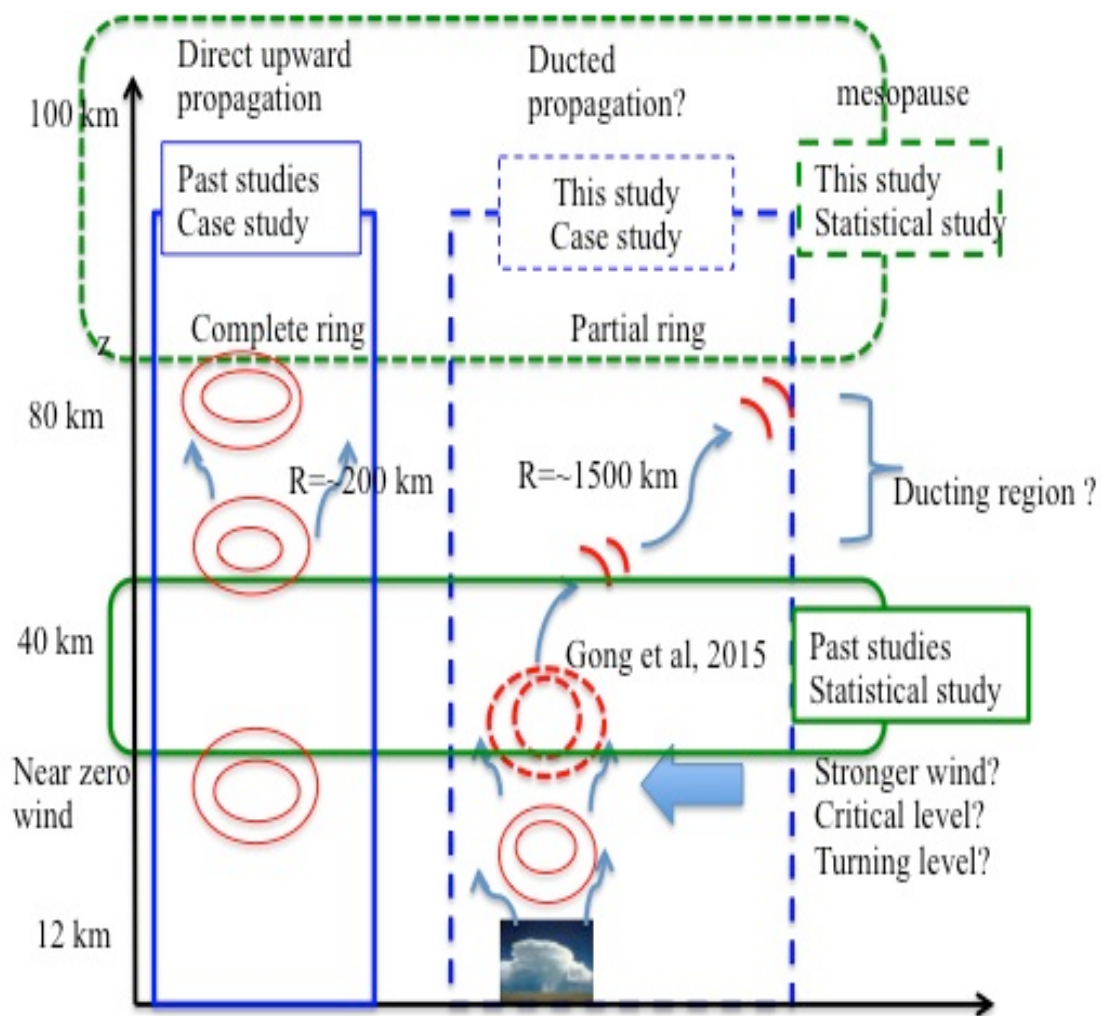 Direct upward
propagation
Ducted
propagation?
mesopause
100 km
Past studies
Case study
This study
Case study
This study
Statistical study
Complete ring
Partial ring
z
80 km
R=~200 km
R=~1500 km
Ducting region ?
40 km
Gong et al, 2015
Past studies
Statistical study
Near zero
wind
Stronger wind?
Critical level?
Turning level?
12 km